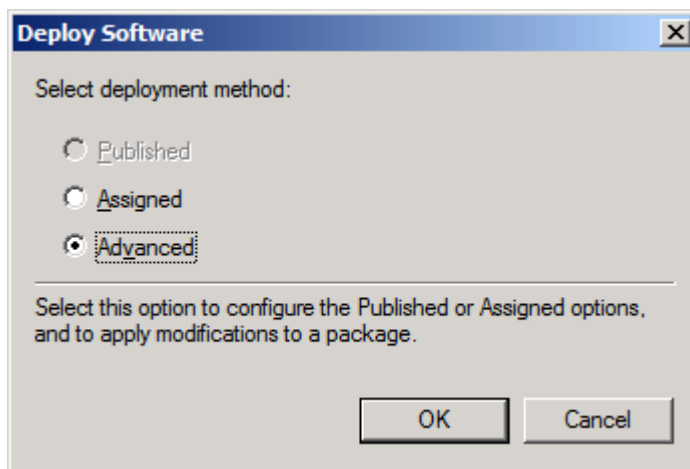 Deploy Software
Select deployment method:
Published
Assigned
Advanced
Select this option to configure the Published or Assigned options,
and to apply modifications to a package.
OK Cancel